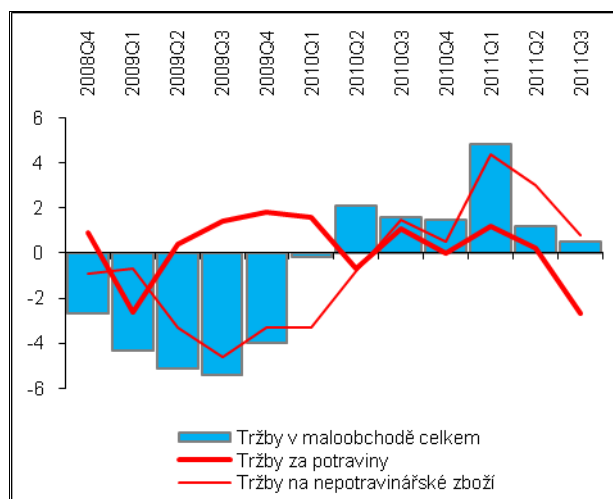 2008Q4
2009Q1
2009Q2
2009Q3
2009Q4
2010Q1
2010Q2
2010Q3
2010Q4
2011Q1
2011Q2
2011Q3
6
4
2
0
-2
-4
-6
Tržby v maloobchodě celkem
Tržby za potraviny
Tržby na nepotravinářské zboží